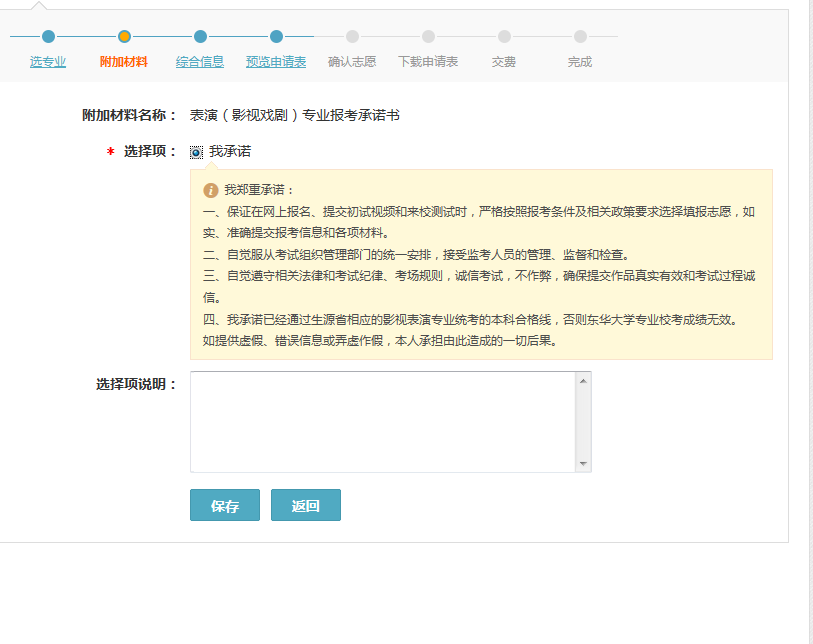 选专业 附加材料 综合信息 预览申请表 确认志愿 下载申请表 交费 完成
附加材料名称： 表演（影视戏剧）专业报考承诺书
* 选择项： 我承诺
我郑重承诺：
一、保证在网上报名、提交初试视频和来校测试时，严格按照报考条件及相关政策要求选择填报志愿，如
实、准确提交报考信息和各项材料。
二、自觉服从考试组织管理部门的统一安排，接受监考人员的管理、监督和检查。
三、自觉遵守相关法律和考试纪律、考场规则，诚信考试，不作弊，确保提交作品真实有效和考试过程诚
信。
四、我承诺已经通过生源省相应的影视表演专业统考的本科合格线，否则东华大学专业校考成绩无效。
如提供虚假、错误信息或弄虚作假，本人承担由此造成的一切后果。
选择项说明：
保存 返回